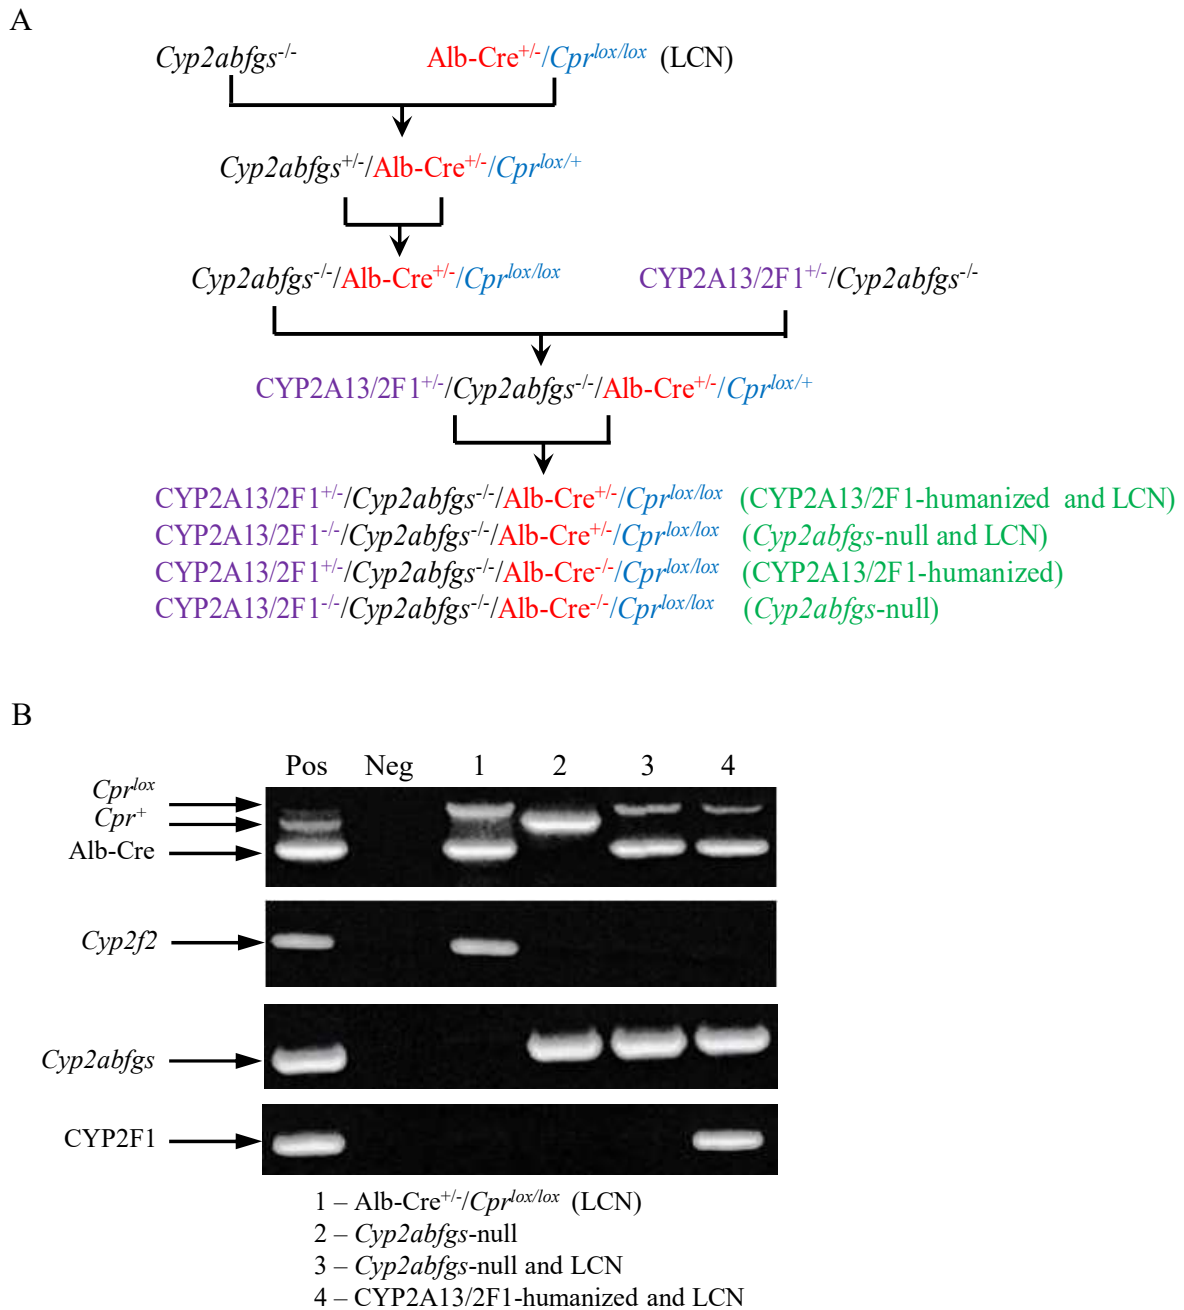 A
Cyp2abfgs-/- Alb-Cre+/-/Cprlox/lox (LCN)
Cyp2abfgs+/-/Alb-Cre+/-/Cprlox/+
Cyp2abfgs-/-/Alb-Cre+/-/Cprlox/lox CYP2A13/2F1+/-/Cyp2abfgs-/-
CYP2A13/2F1+/-/Cyp2abfgs-/-/Alb-Cre+/-/Cprlox/+
CYP2A13/2F1+/-/Cyp2abfgs-/-/Alb-Cre+/-/Cprlox/lox (CYP2A13/2F1-humanized and LCN)
CYP2A13/2F1-/-/Cyp2abfgs-/-/Alb-Cre+/-/Cprlox/lox (Cyp2abfgs-null and LCN)
CYP2A13/2F1+/-/Cyp2abfgs-/-/Alb-Cre-/-/Cprlox/lox (CYP2A13/2F1-humanized)
CYP2A13/2F1-/-/Cyp2abfgs-/-/Alb-Cre-/-/Cprlox/lox (Cyp2abfgs-null)
B
Pos Neg 1 2 3 4
Cprlox
Cpr+
Alb-Cre
Cyp2f2
Cyp2abfgs
CYP2F1
1 – Alb-Cre+/-/Cprlox/lox (LCN)
2 – Cyp2abfgs-null
3 – Cyp2abfgs-null and LCN
4 – CYP2A13/2F1-humanized and LCN